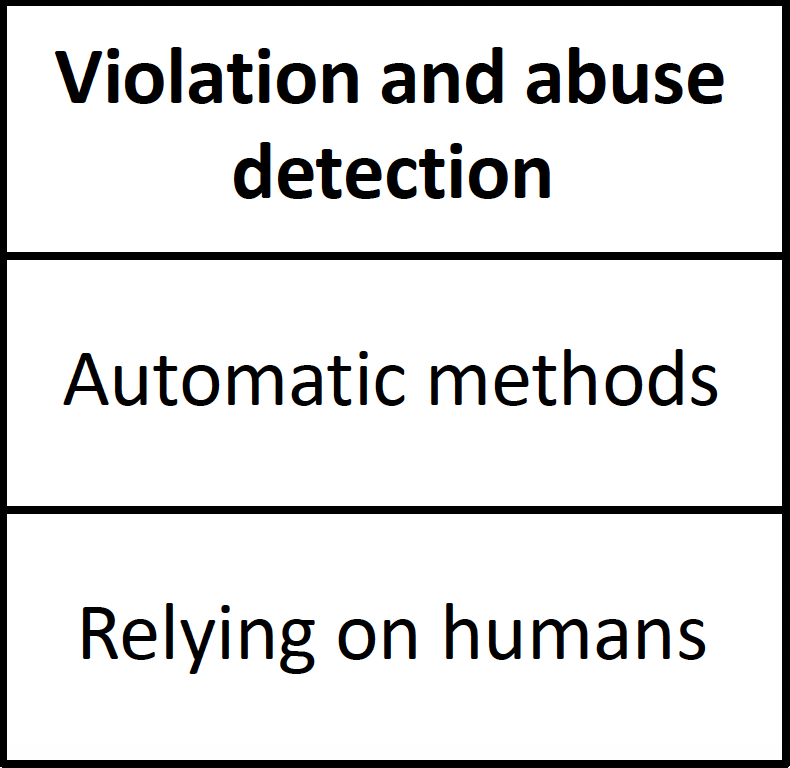 Violation and abuse
detection
Automatic methods
Relying on humans